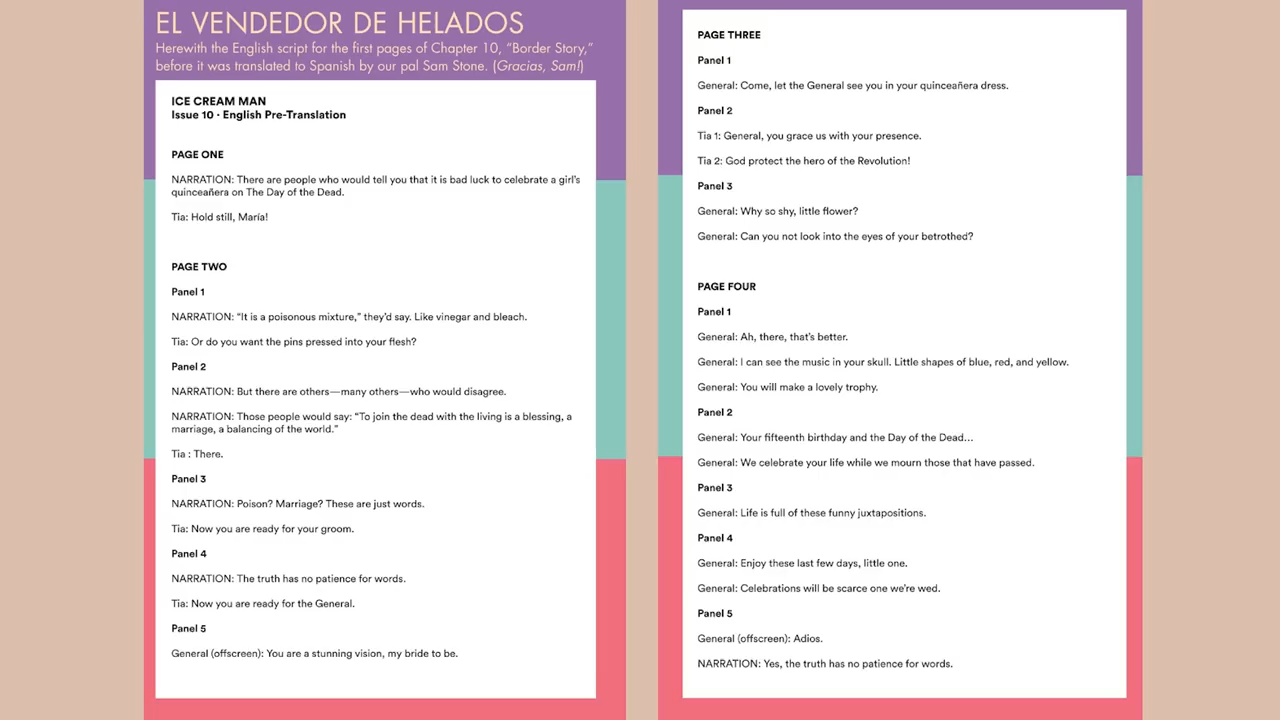 EL VENDEDOR DE HELADOS
Herewith the English script for the first pages of Chapter 10, “Border Story,”
before it was translated to Spanish by our pal Sam Stone. (Gracias, Sam!)
ICE CREAM MAN
Issue 10 · English Pre-Translation
PAGE ONE
NARRATION: There are people who would tell you that it is bad luck to celebrate a girl’s
quinceañera on The Day of the Dead.
Tia: Hold still, María!
PAGE TWO
Panel 1
NARRATION: “It is a poisonous mixture,” they’d say. Like vinegar and bleach.
Tia: Or do you want the pins pressed into your flesh?
Panel 2
NARRATION: But there are others—many others—who would disagree.
NARRATION: Those people would say: “To join the dead with the living is a blessing, a
marriage, a balancing of the world.”
Tia : There.
Panel 3
NARRATION: Poison? Marriage? These are just words.
Tia: Now you are ready for your groom.
Panel 4
NARRATION: The truth has no patience for words.
Tia: Now you are ready for the General.
Panel 5
General (offscreen): You are a stunning vision, my bride to be.
PAGE THREE
Panel 1
General: Come, let the General see you in your quinceañera dress.
Panel 2
Tia 1: General, you grace us with your presence.
Tia 2: God protect the hero of the Revolution!
Panel 3
General: Why so shy, little flower?
General: Can you not look into the eyes of your betrothed?
PAGE FOUR
Panel 1
General: Ah, there, that’s better.
General: I can see the music in your skull. Little shapes of blue, red, and yellow.
General: You will make a lovely trophy.
Panel 2
General: Your fifteenth birthday and the Day of the Dead…
General: We celebrate your life while we mourn those that have passed.
Panel 3
General: Life is full of these funny juxtapositions.
Panel 4
General: Enjoy these last few days, little one.
General: Celebrations will be scarce one we’re wed.
Panel 5
General (offscreen): Adios.
NARRATION: Yes, the truth has no patience for words.